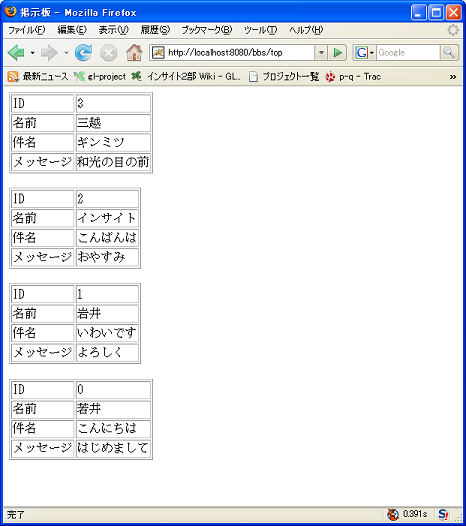 掲示板 - Mozilla Firefox
ファイル(F) 編集(E) 表示(V) 履歴(S) ブックマーク(B) ツール(T) ヘルプ(H)
http://localhost:8080/bbs/top Google
最新ニュース gl-project インサイト2部 Wiki - GL... プロジェクト一覧 p-q - Trac »
ID 3
名前 三越
件名 ギンミツ
メッセージ 和光の目の前
ID 2
名前 インサイト
件名 こんばんは
メッセージ おやすみ
ID 1
名前 岩井
件名 いわいです
メッセージ よろしく
ID 0
名前 若井
件名 こんにちは
メッセージ はじめまして
完了 0.391s